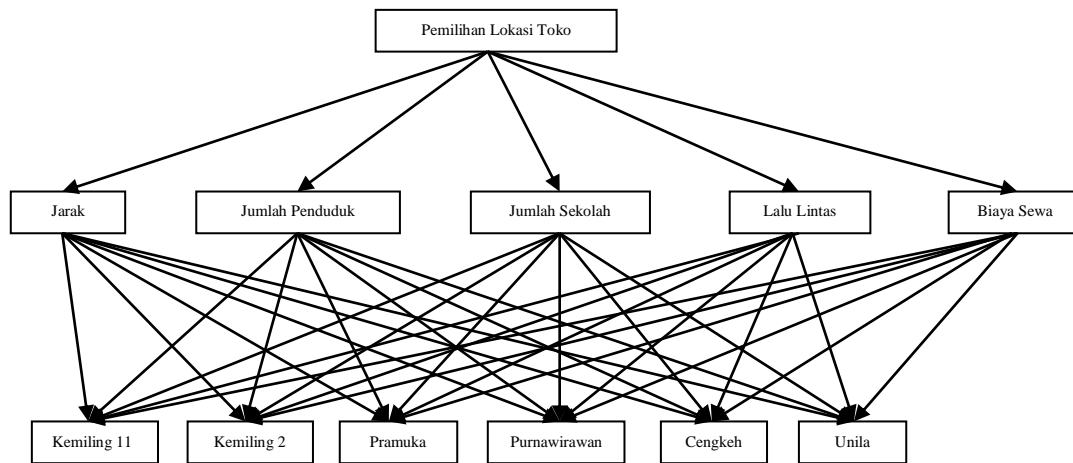 Pemilihan Lokasi Toko
Jarak
Jumlah Penduduk
Jumlah Sekolah
Lalu Lintas
Biaya Sewa
Kemiling 11
Kemiling 2
Pramuka
Purnawirawan
Cengkeh
Unila